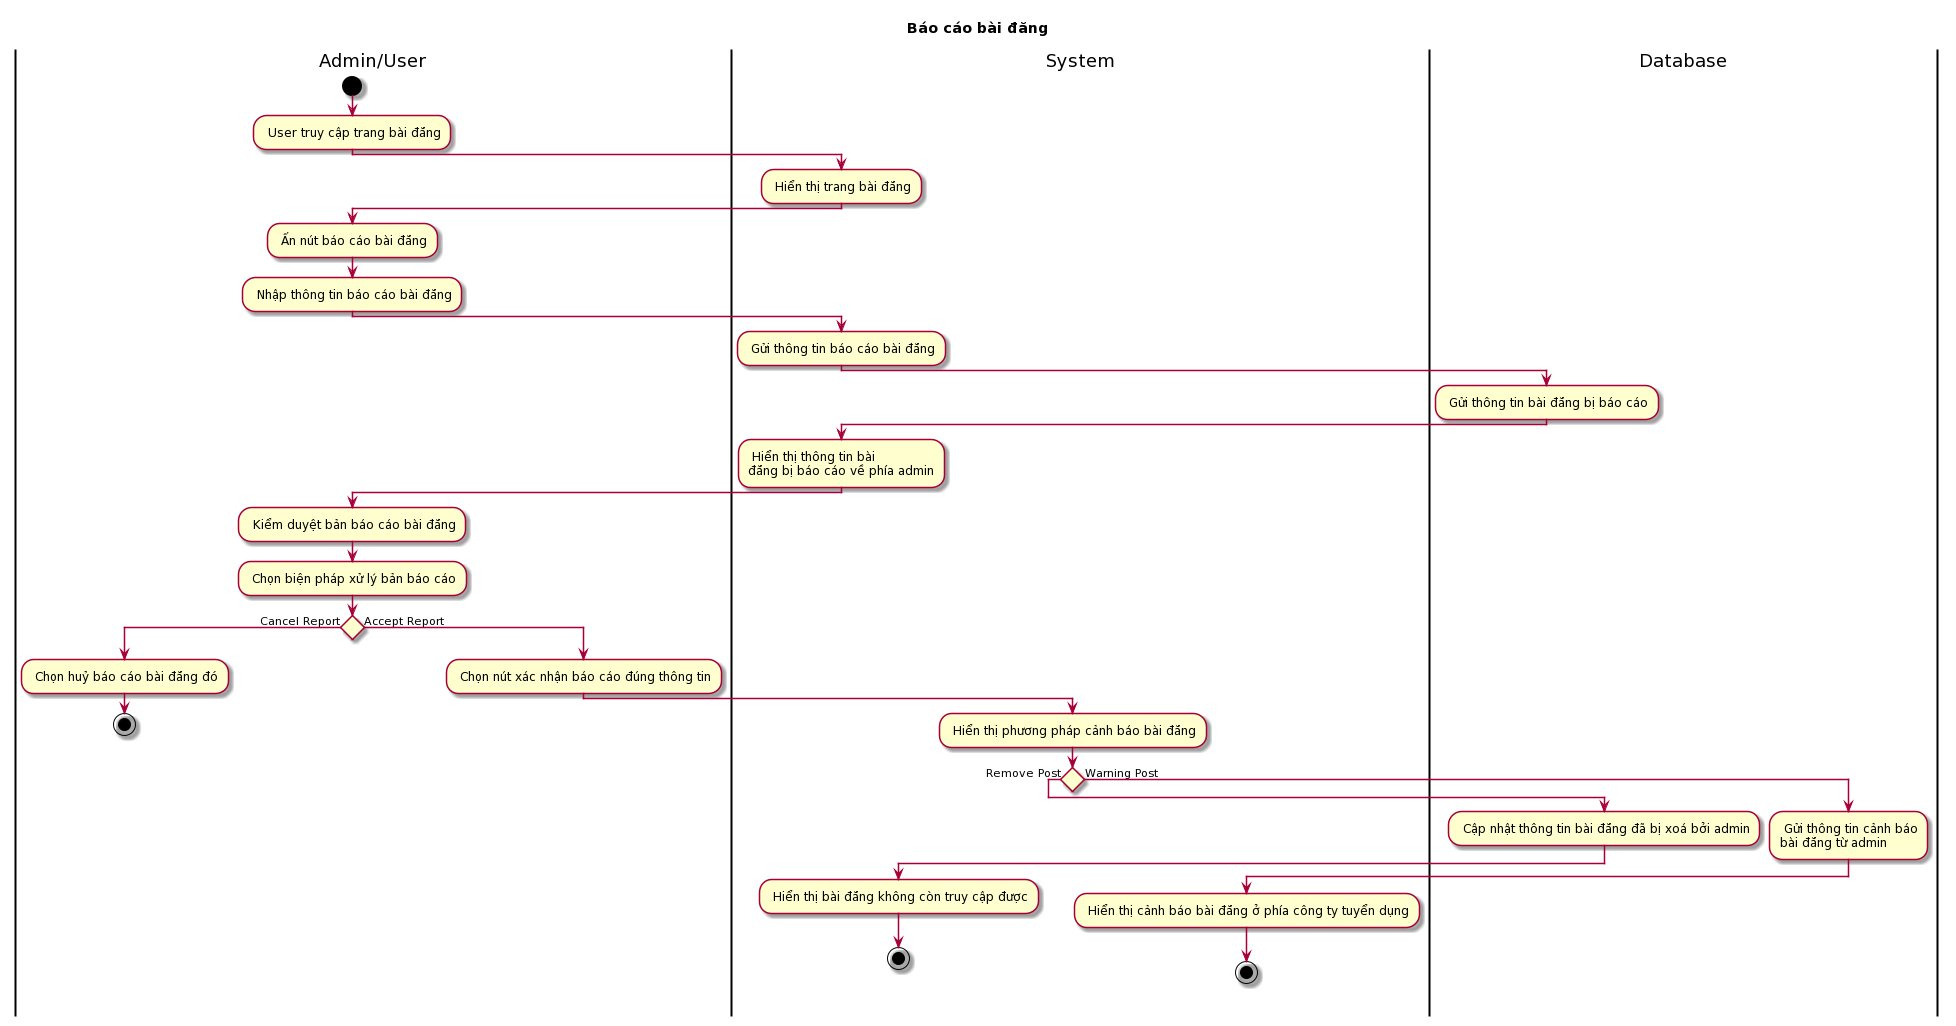 Báo cáo bài đăng
Admin/User
System
Database
User truy cập trang bài đăng
Hiển thị trang bài đăng
Ấn nút báo cáo bài đăng
Nhập thông tin báo cáo bài đăng
Gửi thông tin báo cáo bài đăng
Gửi thông tin bài đăng bị báo cáo
Hiển thị thông tin bài
đăng bị báo cáo về phía admin
Kiểm duyệt bản báo cáo bài đăng
Chọn biện pháp xử lý bản báo cáo
Cancel Report
Accept Report
Chọn huỷ báo cáo bài đăng đó
Chọn nút xác nhận báo cáo đúng thông tin
Hiển thị phương pháp cảnh báo bài đăng
Remove Post
Warning Post
Cập nhật thông tin bài đăng đã bị xoá bởi admin
Gửi thông tin cảnh báo
bài đăng từ admin
Hiển thị bài đăng không còn truy cập được
Hiển thị cảnh báo bài đăng ở phía công ty tuyển dụng